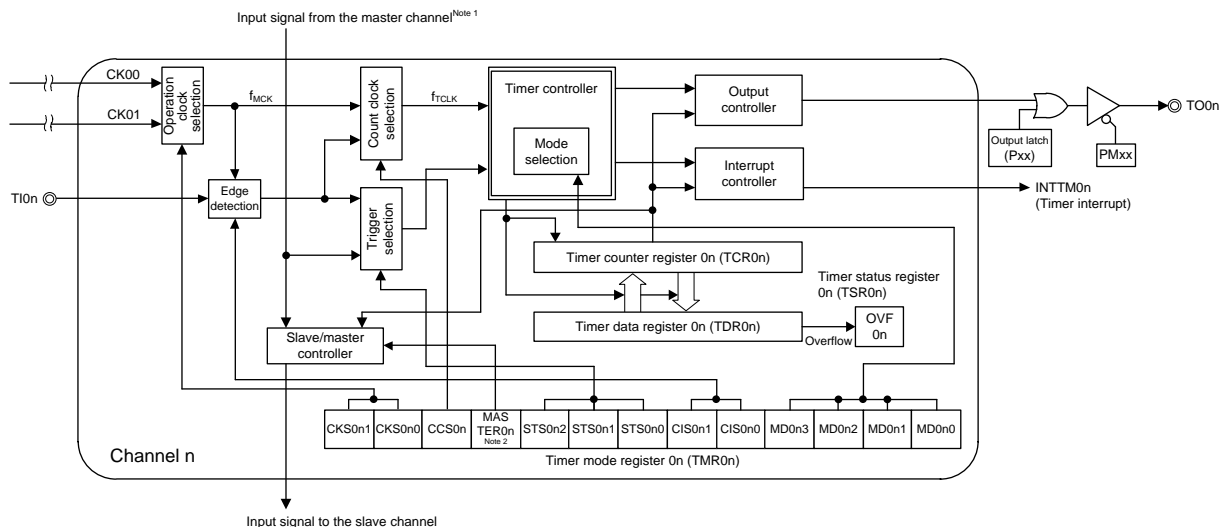 Input signal from the master channel Note 1
CK00
CK01
Operation
clock
selection
fMCK
Count clock
selection
fTCLK
Timer controller
Mode
selection
Output
controller
Interrupt
controller
Output latch
(Pxx)
PMxx
TO0n
INTTM0n
(Timer interrupt)
TI0n
Edge
detection
Trigger
selection
Timer counter register 0n (TCR0n)
Timer status register
0n (TSR0n)
Timer data register 0n (TDR0n)
Overflow
OVF
0n
Slave/master
controller
CKS0n1 CKS0n0 CCS0n MAS
TER0n
Note 2 STS0n2 STS0n1 STS0n0 CIS0n1 CIS0n0 MD0n3 MD0n2 MD0n1 MD0n0
Channel n
Timer mode register 0n (TMR0n)
Input signal to the slave channel